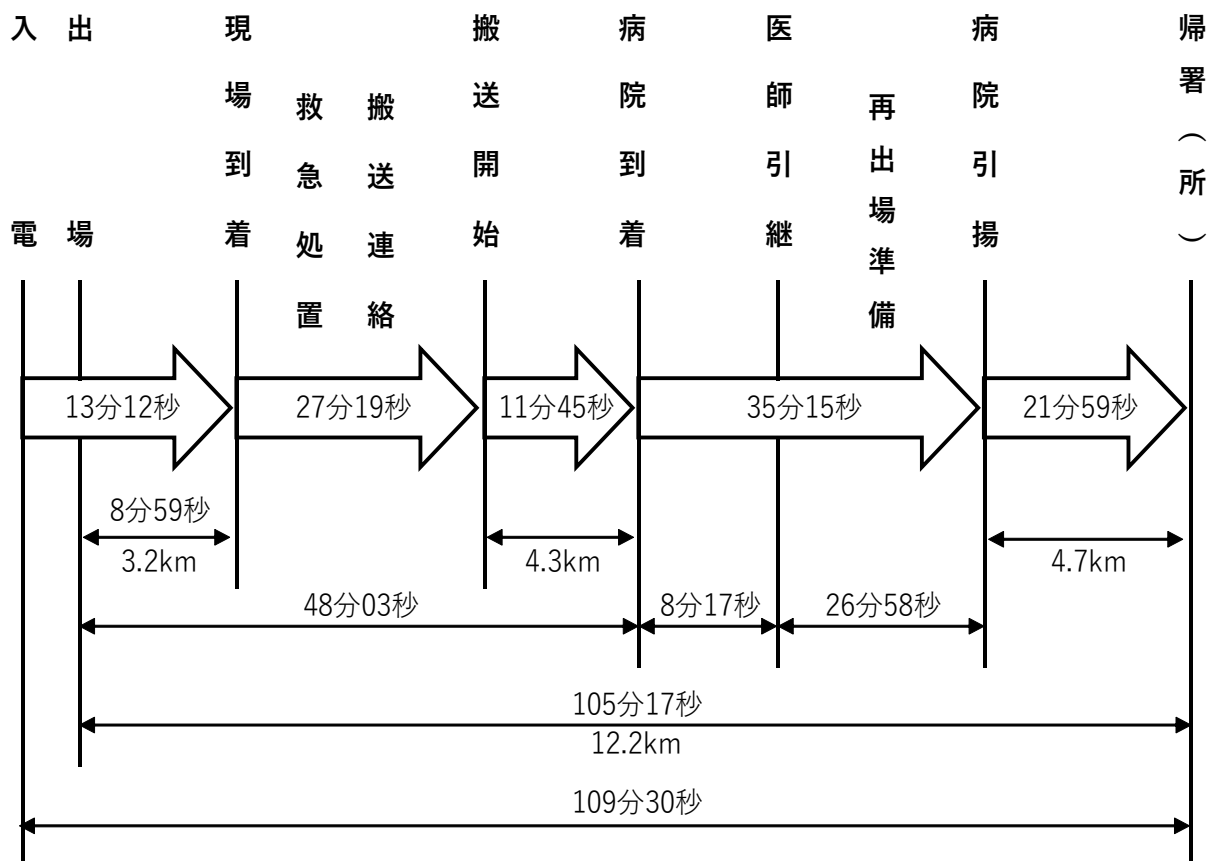 入電
出場
現場到着
救急処置
搬送連絡
搬送開始
病院到着
医師引継
再出場準備
病院引揚
帰署(所)
13分12秒
27分19秒
11分45秒
35分15秒
21分59秒
8分59秒
3.2km
4.3km
4.7km
48分03秒
8分17秒
26分58秒
105分17秒
12.2km
109分30秒